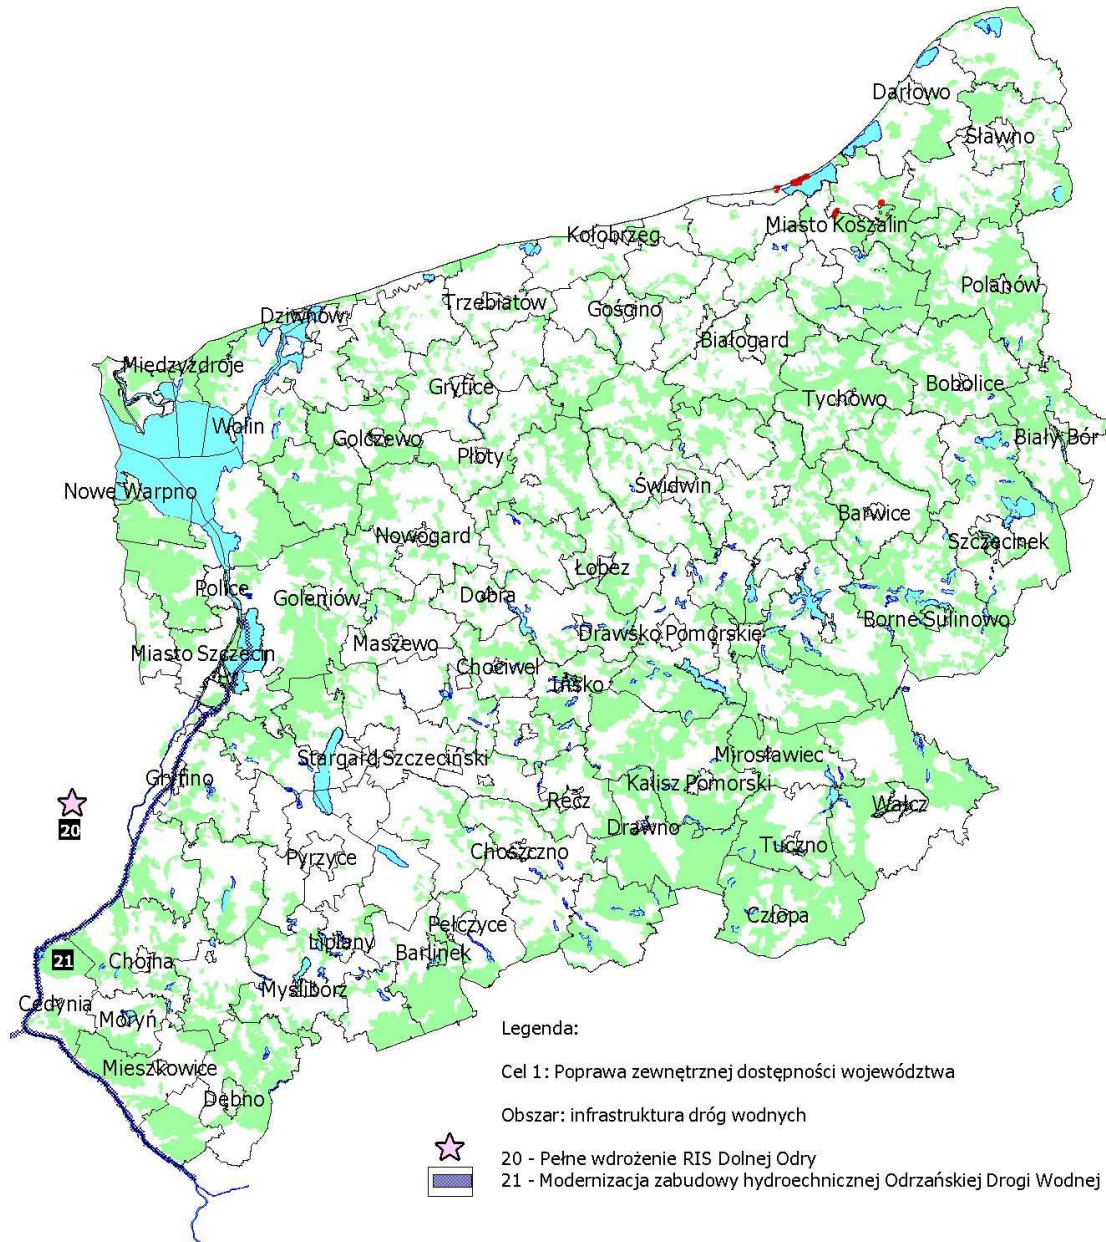 Darłowo
Sławno
Miasto Koszalin
Kołobrzeg
Polanów
Trzebiatów
Gościno
Dziwnów
Białogard
Międzyzdroje
Gryfice
Tychowo
Bobolice
Wolin
Golczewo
Biały Bór
Płoty
Nowe Warpno
Świdwin
Barwice
Nowogard
Szczecinek
Łobez
Police
Goleniów
Dobra
Drawsko Pomorskie
Borne Sulinowo
Maszewo
Miasto Szczecin
Chociwel
Ińsko
Stargard Szczeciński
Mirosławiec
Gryfino
Kalisz Pomorski
Recz
Wałcz
20
Drawno
Tuczno
Choszczno
Pyrzyce
Człopa
Pełczyce
Lipiany
Barlinek
21
Chojna
Myślibórz
Cedynia
Moryń
Mieszkowice
Dębno
Legenda:
Cel 1: Poprawa zewnętrznej dostępności województwa
Obszar: infrastruktura dróg wodnych
20 - Pełne wdrożenie RIS Dolnej Odry
21 - Modernizacja zabudowy hydroechnicznej Odrzańskiej Drogi Wodnej